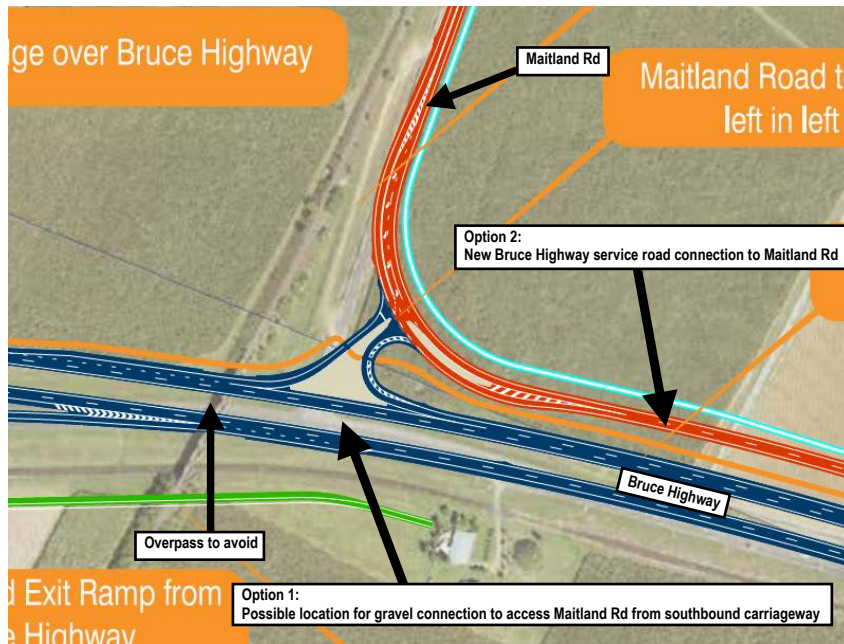 ge over Bruce Highway
Maitland Rd
Maitland Road t
left in left
Option 2:
New Bruce Highway service road connection to Maitland Rd
Bruce Highway
Overpass to avoid
Option 1:
Possible location for gravel connection to access Maitland Rd from southbound carriageway
d Exit Ramp from
e Highway